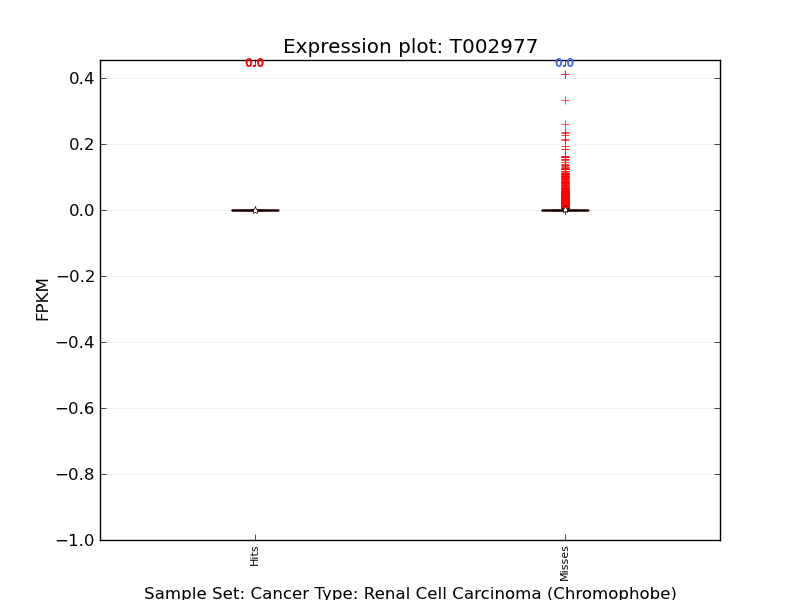 Expression plot: T002977
0.0
0.0
0.4
0.2
0.0
−0.2
−0.4
−0.6
−0.8
−1.0
FPKM
Hits
Misses
Sample Set: Cancer Type: Renal Cell Carcinoma (Chromophobe)